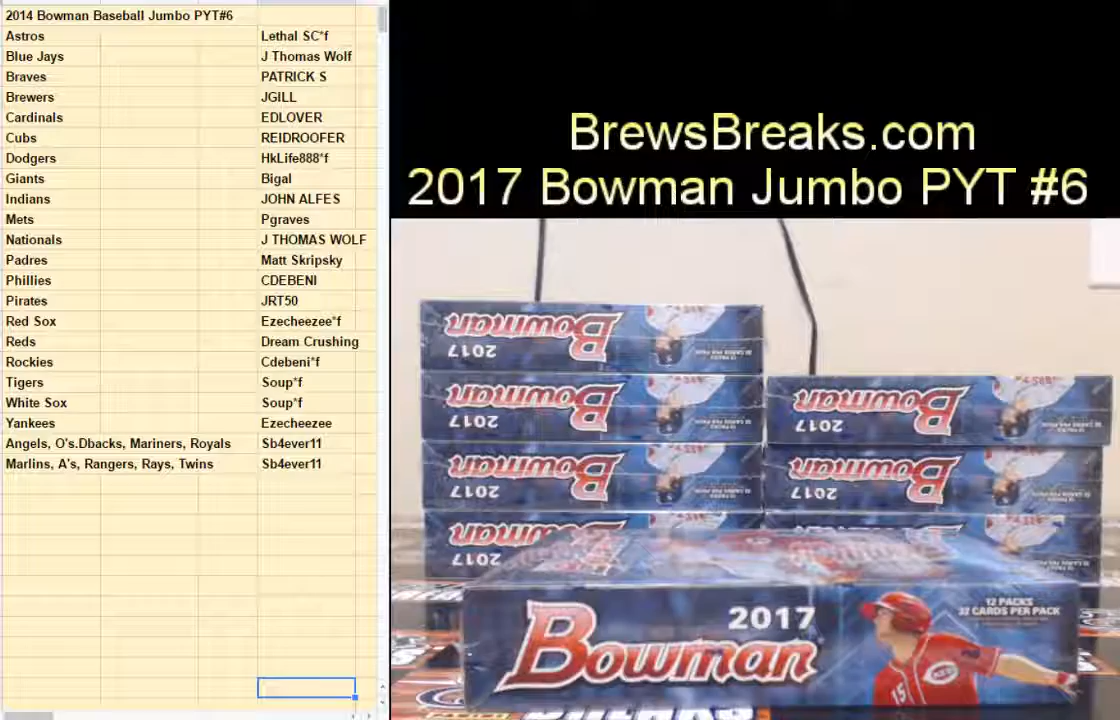 2014 Bowman Baseball Jumbo PYT#6
Astros Lethal SC*f
Blue Jays J Thomas Wolf
Braves PATRICK S
Brewers JGILL
Cardinals EDLOVER
Cubs REIDROOFER
Dodgers HkLife888*f
Giants Bigal
Indians JOHN ALFES
Mets Pgraves
Nationals J THOMAS WOLF
Padres Matt Skripsky
Phillies CDEBENI
Pirates JRT50
Red Sox Ezecheezee*f
Reds Dream Crushing
Rockies Cdebeni*f
Tigers Soup*f
White Sox Soup*f
Yankees Ezecheezee
Angels, O's.Dbacks, Mariners, Royals Sb4ever11
Marlins, A's, Rangers, Rays, Twins Sb4ever11
BrewsBreaks.com
2017 Bowman Jumbo PYT #6
Bowman
2017
Bowman
2017
Bowman
2017
Bowman
2017
Bowman
2017
Bowman
2017
2017
Bowman
12 PACKS
32 CARDS PER PACK
REDS
15